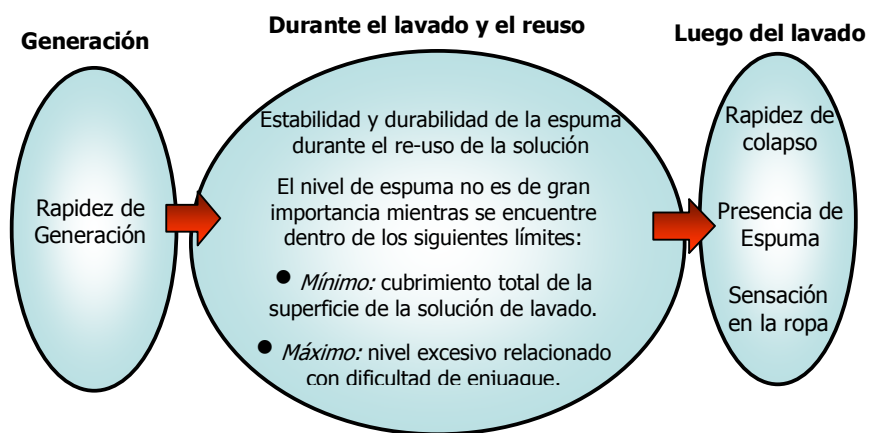 Generación
Rapidez de
Generación
Durante el lavado y el reuso
Estabilidad y durabilidad de la espuma
durante el re-uso de la solución
El nivel de espuma no es de gran
importancia mientras se encuentre
dentro de los siguientes límites:
● Mínimo: cubrimiento total de la
superficie de la solución de lavado.
● Máximo: nivel excesivo relacionado
con dificultad de enjuague.
Luego del lavado
Rapidez de
colapso
Presencia de
Espuma
Sensación
en la ropa